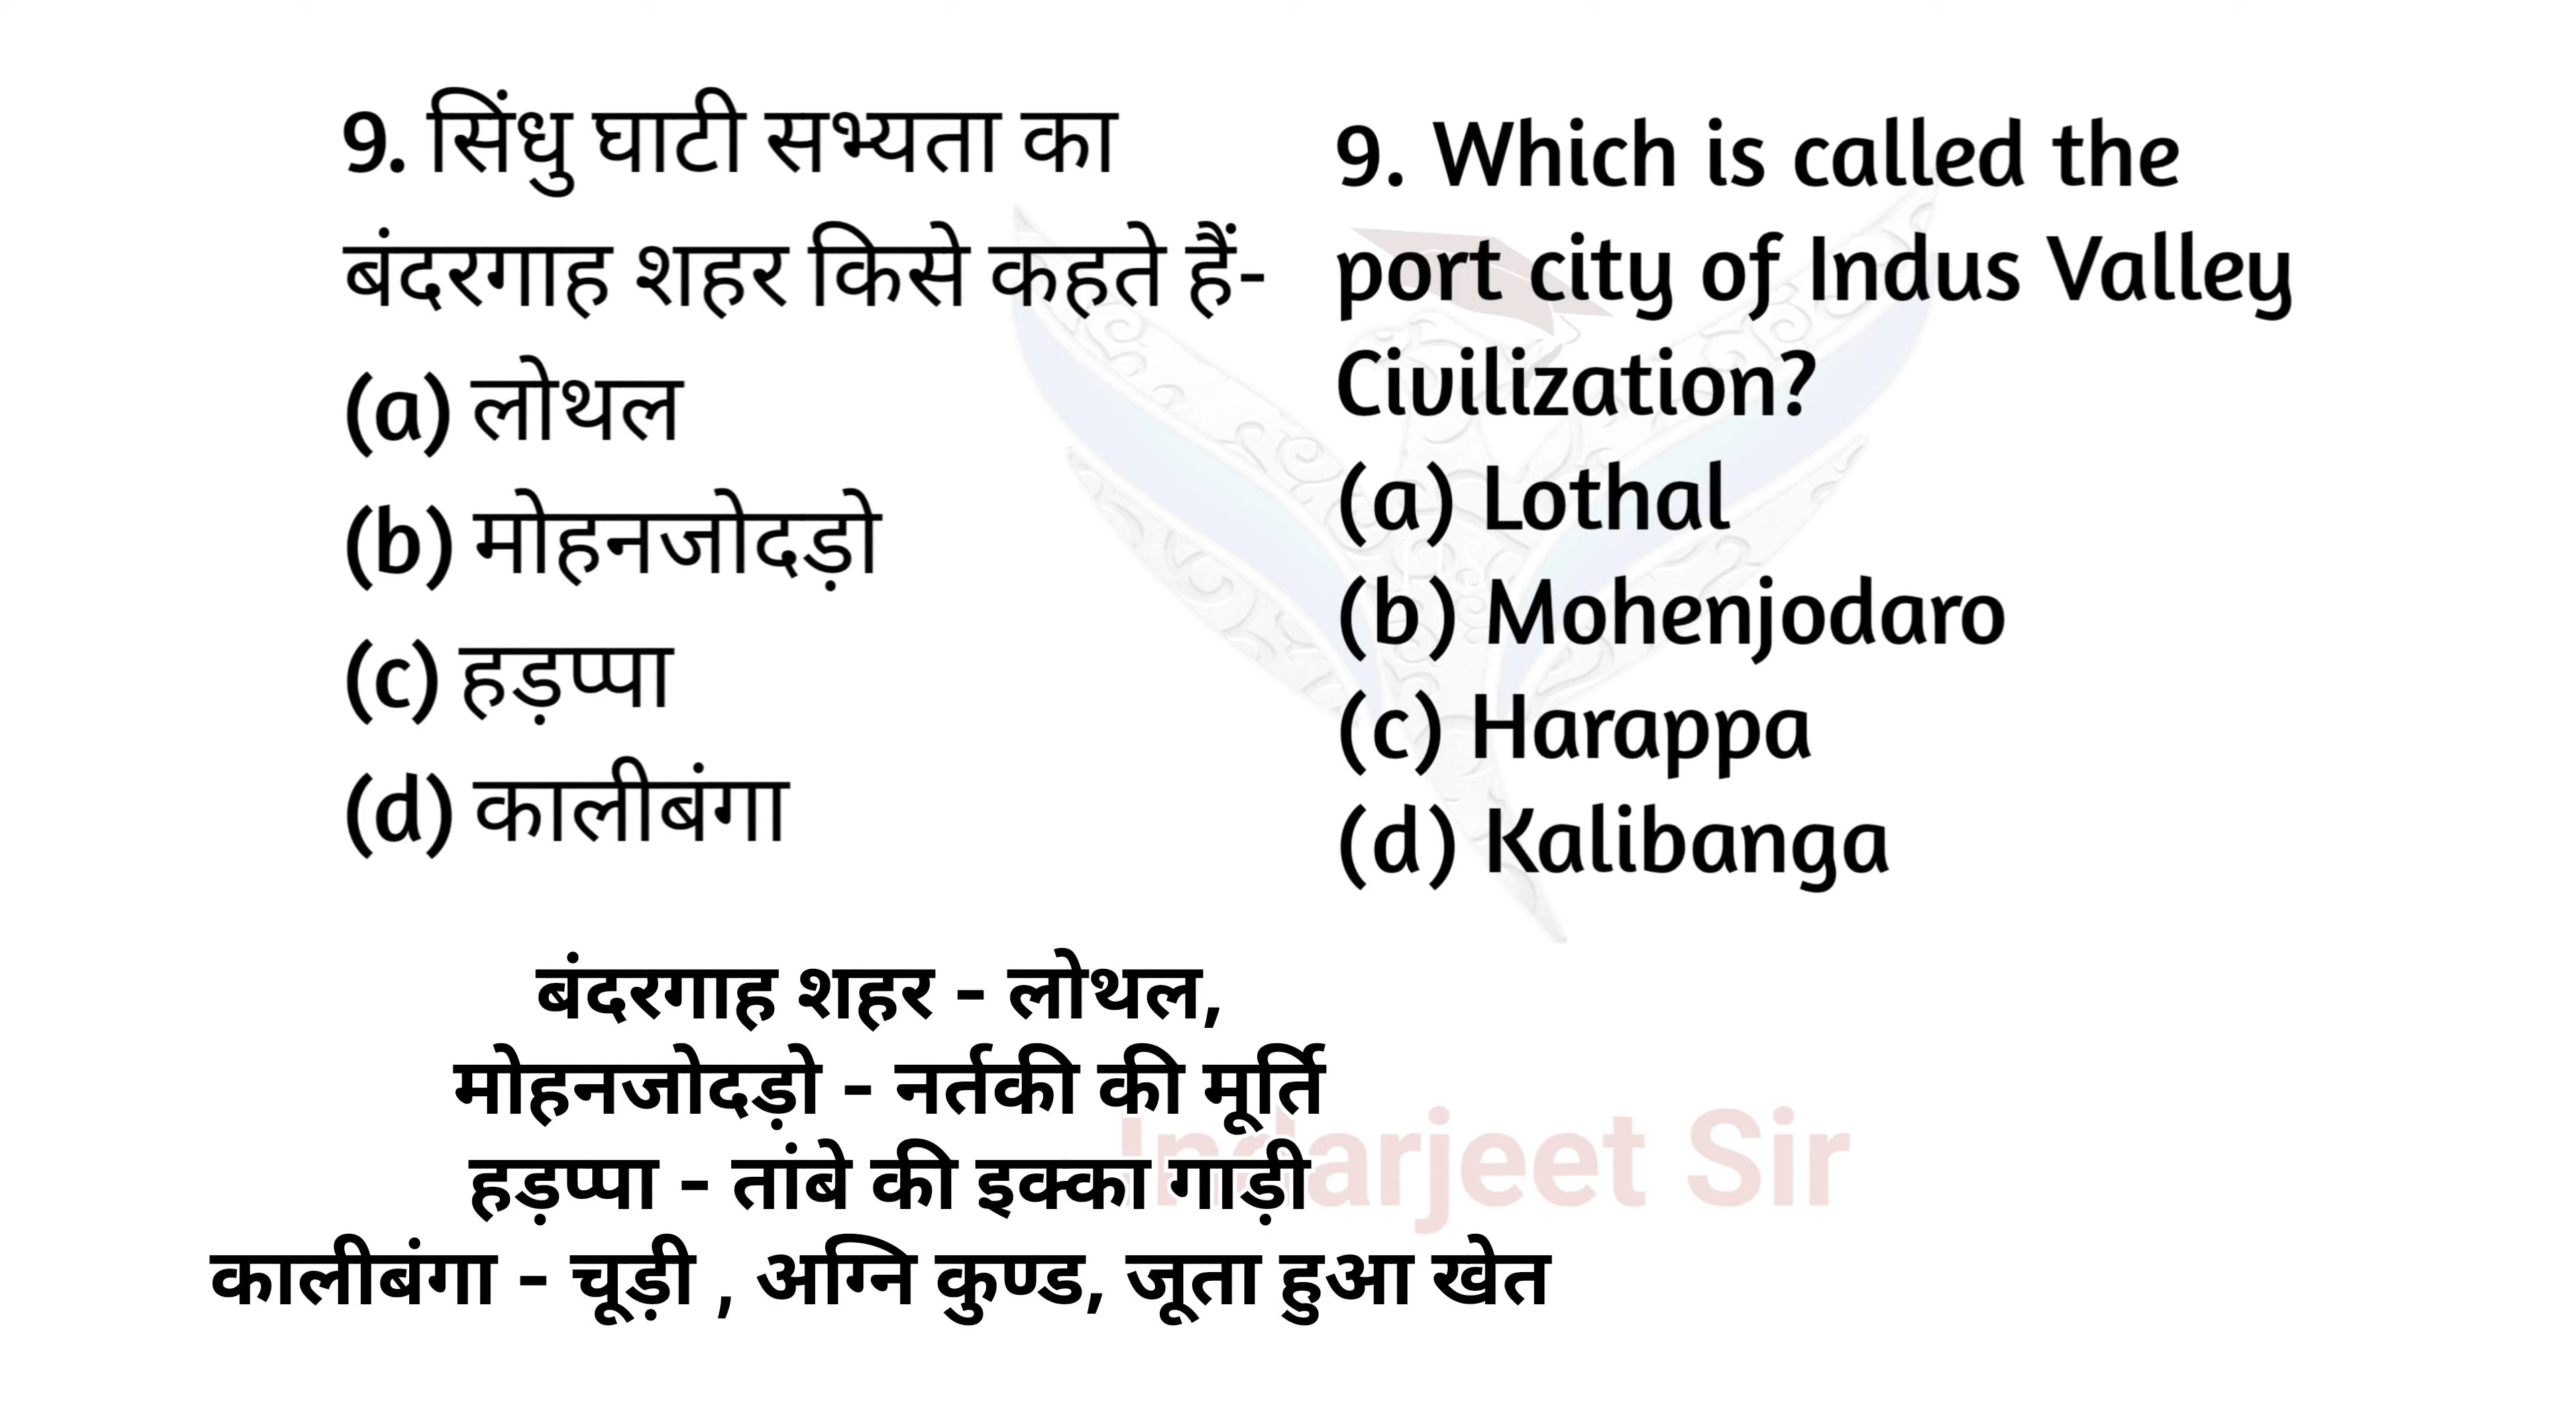 9. सिंधु घाटी सभ्यता का
बंदरगाह शहर किसे कहते हैं-
(a) लोथल
(b) मोहनजोदड़ो
(c) हड़प्पा
(d) कालीबंगा
9. Which is called the
port city of Indus Valley
Civilization?
(a) Lothal
(b) Mohenjodaro
(c) Harappa
(d) Kalibanga
बंदरगाह शहर - लोथल,
मोहनजोदड़ो - नर्तकी की मूर्ति
हड़प्पा - तांबे की इक्का गाड़ी
कालीबंगा - चूड़ी , अग्नि कुण्ड, जूता हुआ खेत
Indarjeet Sir